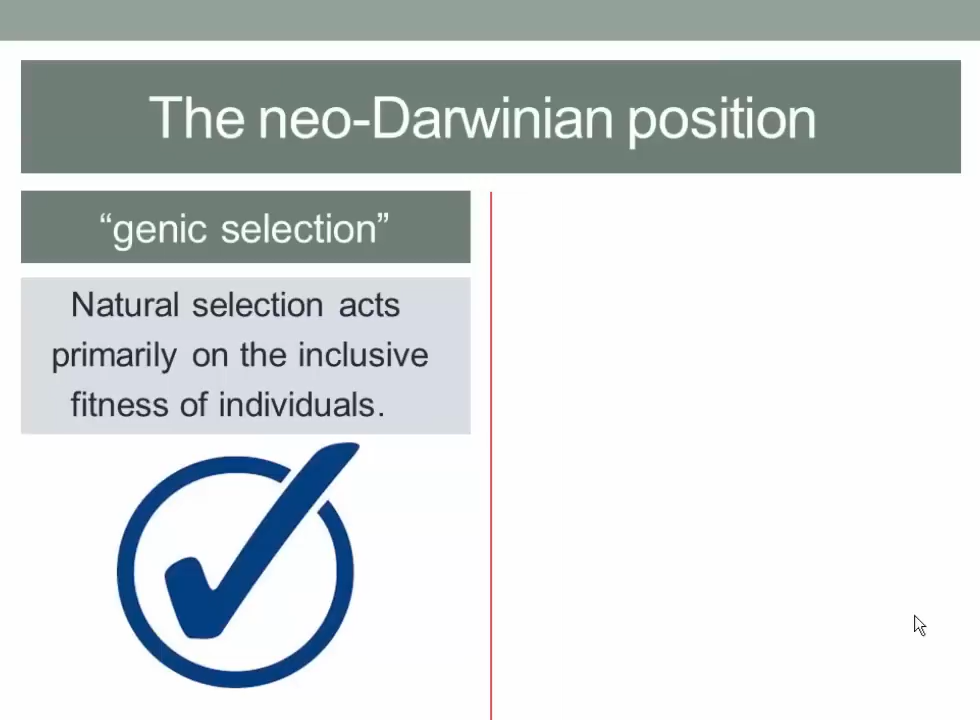 The neo-Darwinian position
“genic selection”
Natural selection acts
primarily on the inclusive
fitness of individuals.